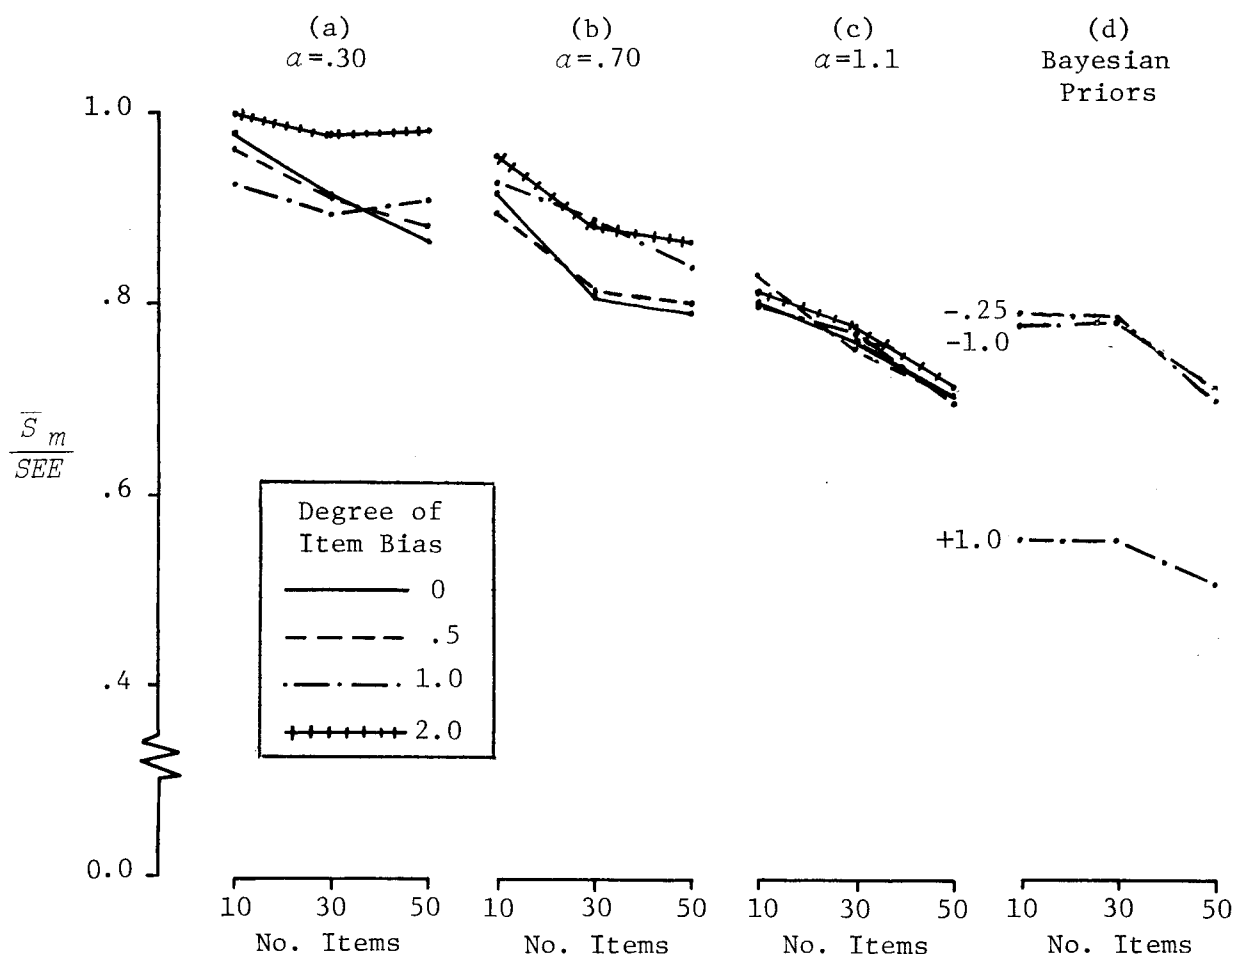 (a) (b) (c) (d)
α=.30 α=.70 α=1.1 Bayesian
Priors
1.0
.8
.6
.4
0.0
S̅ m
SEE
-.25
-1.0
+1.0
Degree of
Item Bias
0
.5
1.0
2.0
10 30 50 10 30 50 10 30 50 10 30 50
No. Items No. Items No. Items No. Items